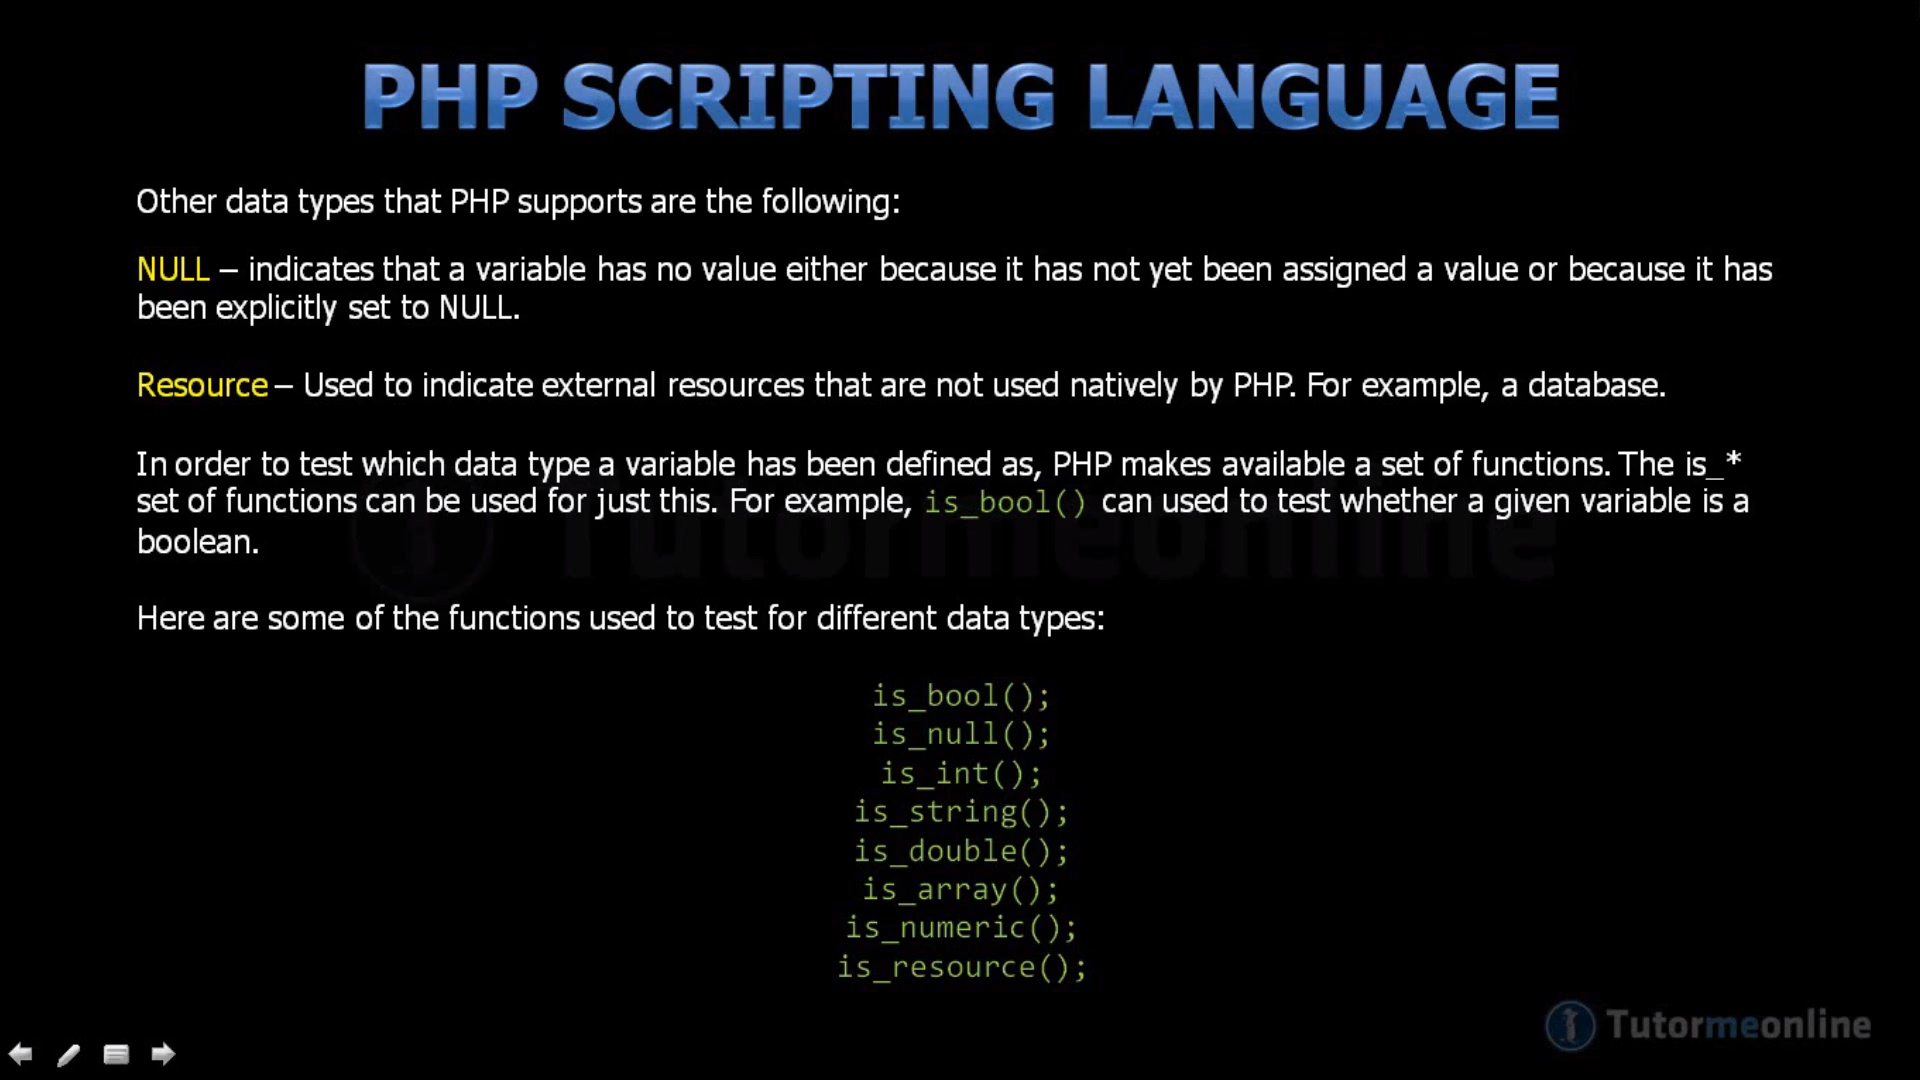 PHP SCRIPTING LANGUAGE
Other data types that PHP supports are the following:
NULL – indicates that a variable has no value either because it has not yet been assigned a value or because it has
been explicitly set to NULL.
Resource – Used to indicate external resources that are not used natively by PHP. For example, a database.
In order to test which data type a variable has been defined as, PHP makes available a set of functions. The is_*
set of functions can be used for just this. For example, is_bool() can used to test whether a given variable is a
boolean.
Tutormeonline
Here are some of the functions used to test for different data types:
is_bool();
is_null();
is_int();
is_string();
is_double();
is_array();
is_numeric();
is_resource();
Tutormeonline